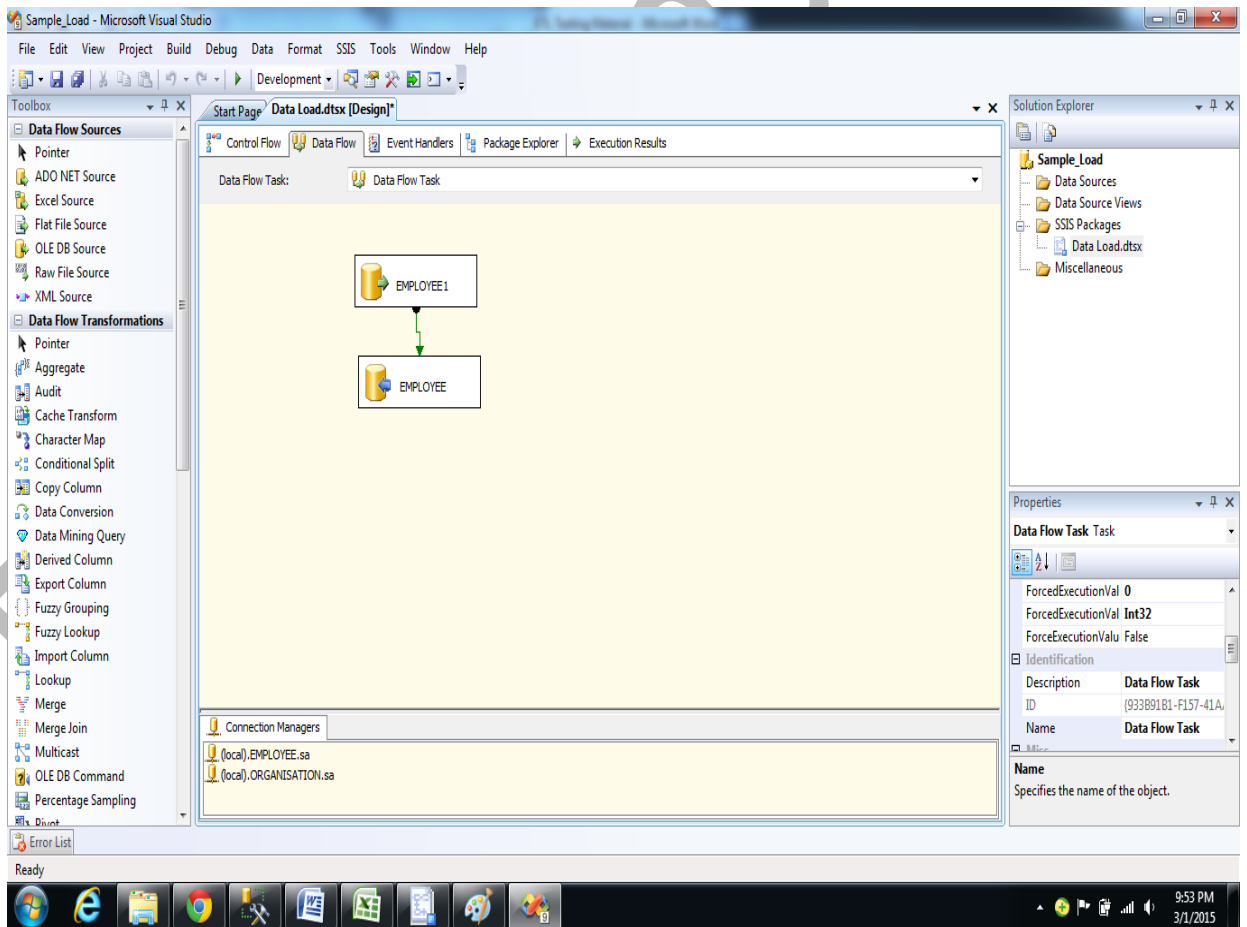 Sample_Load - Microsoft Visual Studio
File Edit View Project Build Debug Data Format SSIS Tools Window Help
Development
Toolbox
Data Flow Sources
Pointer
ADO NET Source
Excel Source
Flat File Source
OLE DB Source
Raw File Source
XML Source
Data Flow Transformations
Pointer
Aggregate
Audit
Cache Transform
Character Map
Conditional Split
Copy Column
Data Conversion
Data Mining Query
Derived Column
Export Column
Fuzzy Grouping
Fuzzy Lookup
Import Column
Lookup
Merge
Merge Join
Multicast
OLE DB Command
Percentage Sampling
Pivot
Start Page Data Load.dtsx [Design]*
Control Flow Data Flow Event Handlers Package Explorer Execution Results
Data Flow Task: Data Flow Task
EMPLOYEE1
EMPLOYEE
Connection Managers
(local).EMPLOYEE.sa
(local).ORGANISATION.sa
Solution Explorer
Sample_Load
Data Sources
Data Source Views
SSIS Packages
Data Load.dtsx
Miscellaneous
Properties
Data Flow Task Task
ForcedExecutionVal 0
ForcedExecutionVal Int32
ForceExecutionValu False
Identification
Description Data Flow Task
ID {933B91B1-F157-41A
Name Data Flow Task
Misc
Name
Specifies the name of the object.
Error List
Ready
9:53 PM
3/1/2015